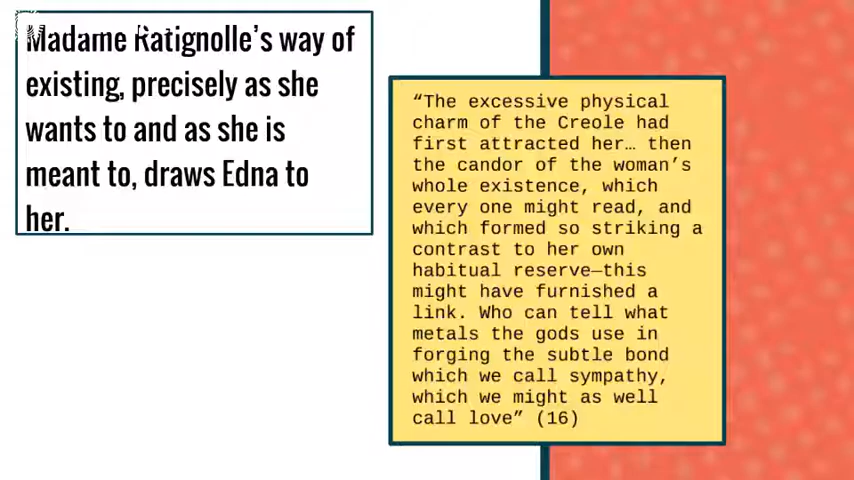 Madame Ratignolle’s way of
existing, precisely as she
wants to and as she is
meant to, draws Edna to
her.
“The excessive physical
charm of the Creole had
first attracted her… then
the candor of the woman’s
whole existence, which
every one might read, and
which formed so striking a
contrast to her own
habitual reserve—this
might have furnished a
link. Who can tell what
metals the gods use in
forging the subtle bond
which we call sympathy,
which we might as well
call love” (16)